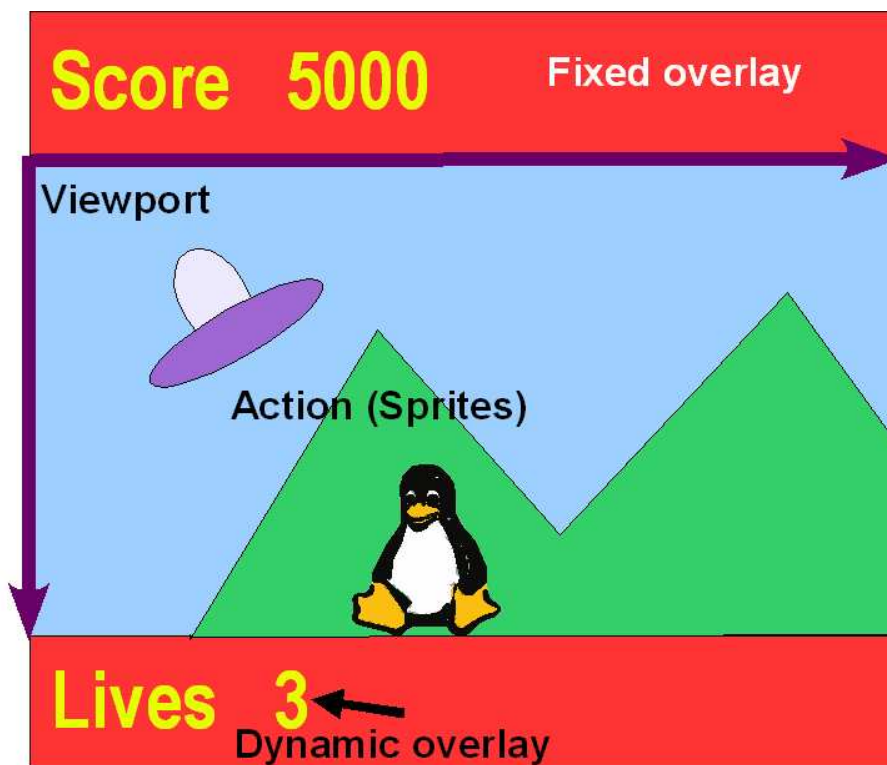 Score 5000 Fixed overlay
Viewport
Action (Sprites)
Lives 3
Dynamic overlay